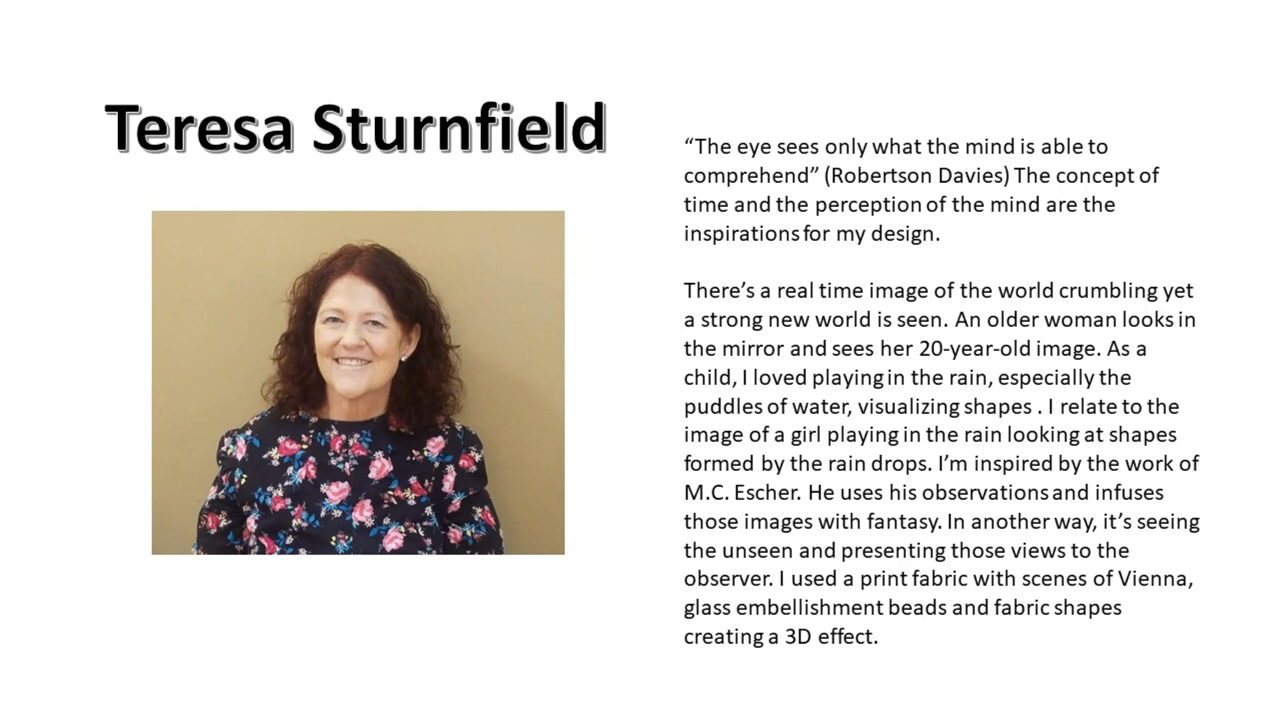 Teresa Sturnfield
“The eye sees only what the mind is able to
comprehend” (Robertson Davies) The concept of
time and the perception of the mind are the
inspirations for my design.
There’s a real time image of the world crumbling yet
a strong new world is seen. An older woman looks in
the mirror and sees her 20-year-old image. As a
child, I loved playing in the rain, especially the
puddles of water, visualizing shapes . I relate to the
image of a girl playing in the rain looking at shapes
formed by the rain drops. I’m inspired by the work of
M.C. Escher. He uses his observations and infuses
those images with fantasy. In another way, it’s seeing
the unseen and presenting those views to the
observer. I used a print fabric with scenes of Vienna,
glass embellishment beads and fabric shapes
creating a 3D effect.